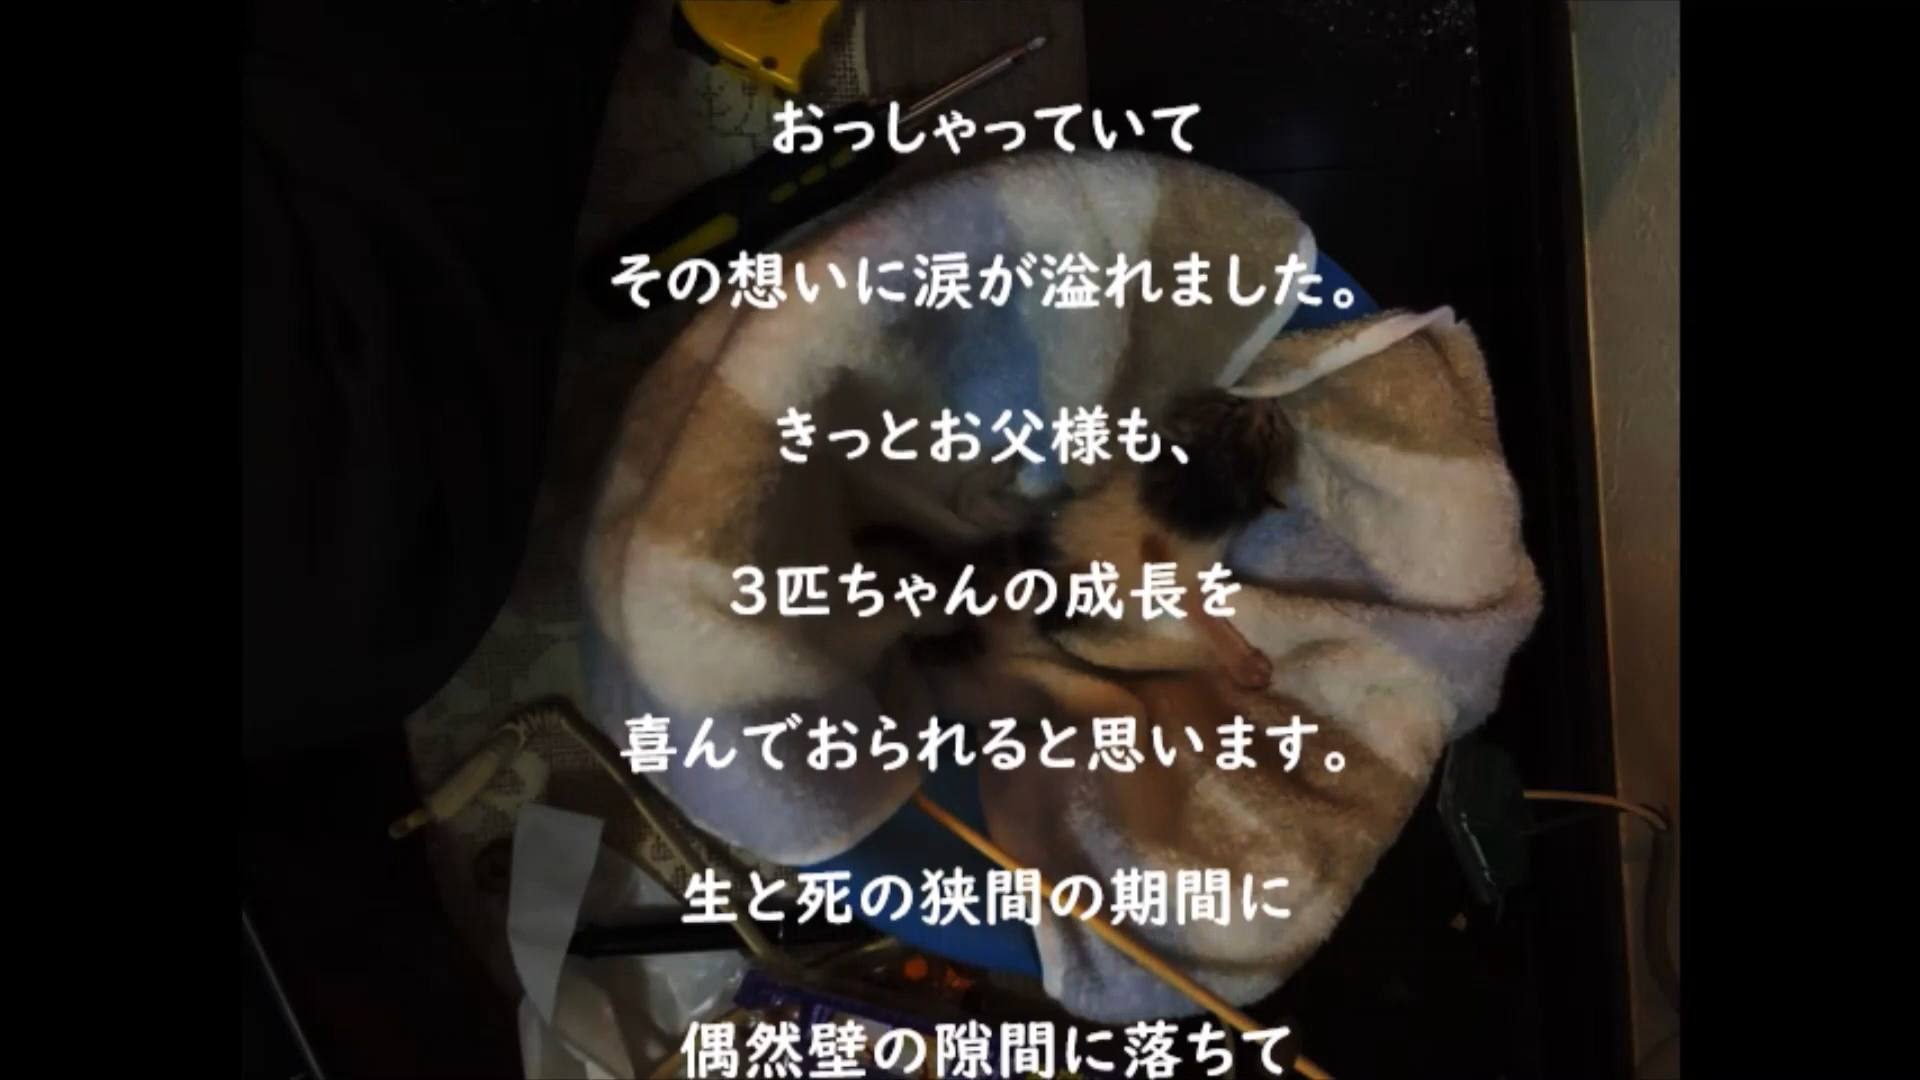 おっしゃっていて
その想いに涙が溢れました。
きっとお父様も、
3匹ちゃんの成長を
喜んでおられると思います。
生と死の狭間の期間に
偶然壁の隙間に落ちて